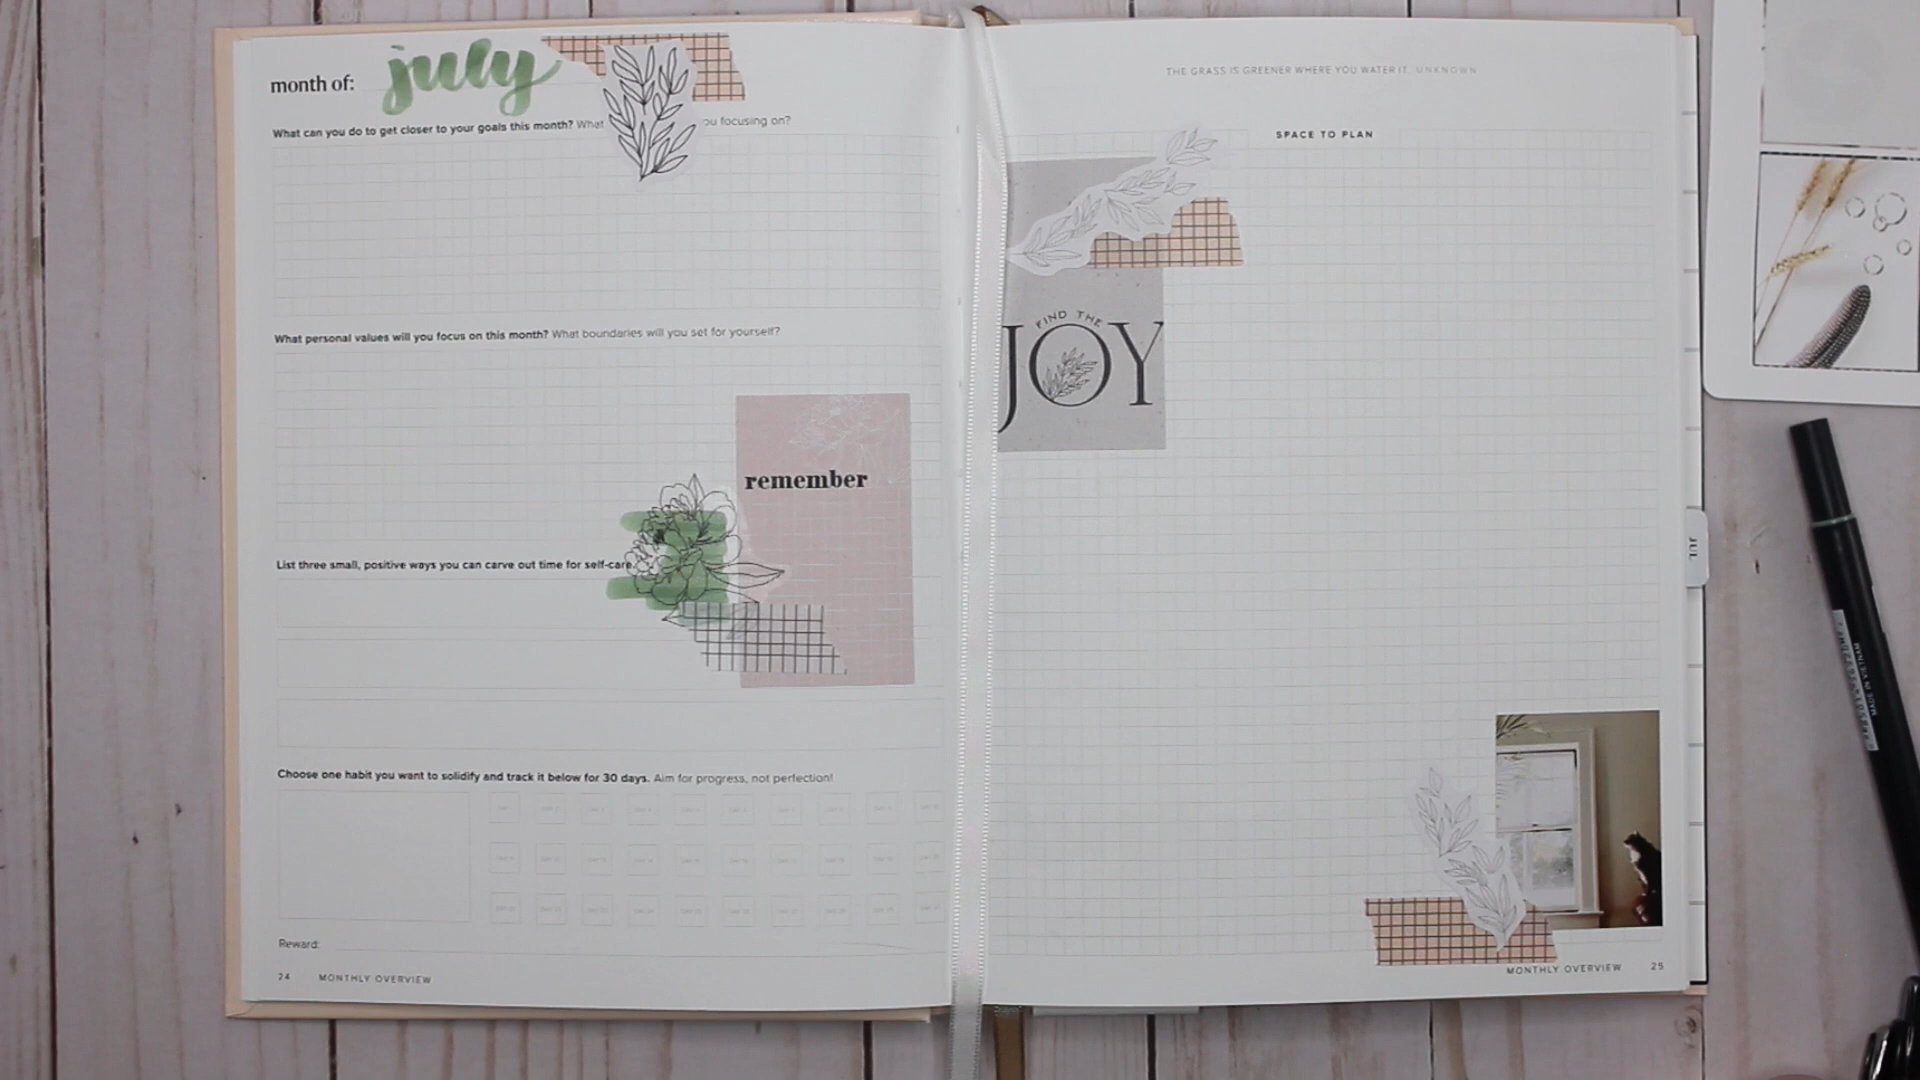 month of: july
What can you do to get closer to your goals this month? What ou focusing on?
What personal values will you focus on this month? What boundaries will you set for yourself?
remember
List three small, positive ways you can carve out time for self-care.
Choose one habit you want to solidify and track it below for 30 days. Aim for progress, not perfection!
Reward:
24 MONTHLY OVERVIEW
THE GRASS IS GREENER WHERE YOU WATER IT. UNKNOWN
SPACE TO PLAN
FIND THE
JOY
MONTHLY OVERVIEW 25
JUL
MADE IN VIETNAM